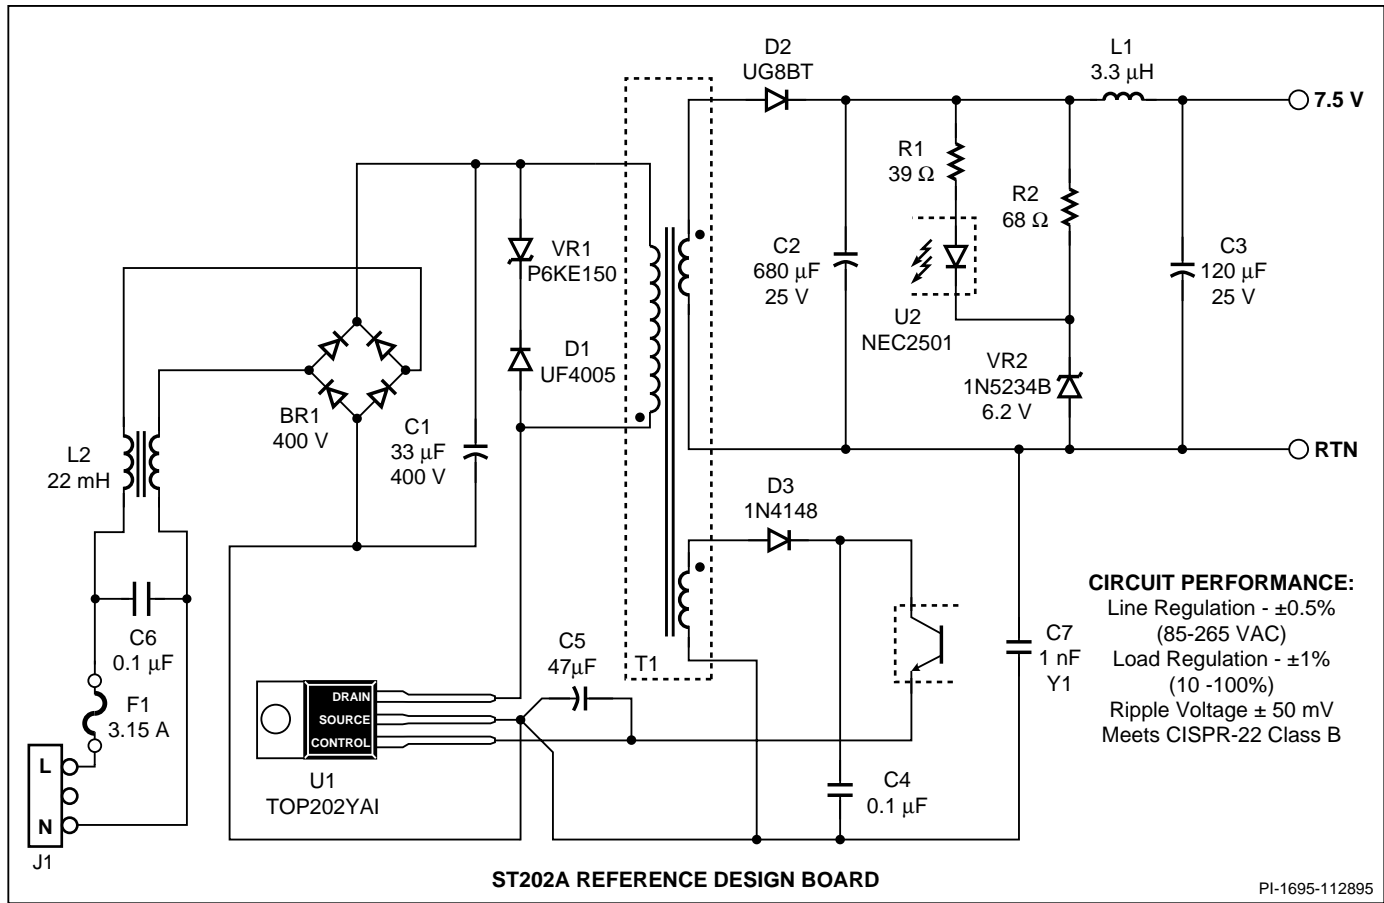 D2
UG8BT
L1
3.3 μH
7.5 V
R1
39 Ω
R2
68 Ω
VR1
P6KE150
C2
680 μF
25 V
C3
120 μF
25 V
U2
NEC2501
D1
UF4005
VR2
1N5234B
6.2 V
BR1
400 V
C1
33 μF
400 V
L2
22 mH
RTN
D3
1N4148
CIRCUIT PERFORMANCE:
Line Regulation - ±0.5%
(85-265 VAC)
Load Regulation - ±1%
(10 -100%)
Ripple Voltage ± 50 mV
Meets CISPR-22 Class B
C6
0.1 μF
C5
47μF
T1
C7
1 nF
Y1
F1
3.15 A
DRAIN
SOURCE
CONTROL
L
N
J1
U1
TOP202YAI
C4
0.1 μF
ST202A REFERENCE DESIGN BOARD
PI-1695-112895